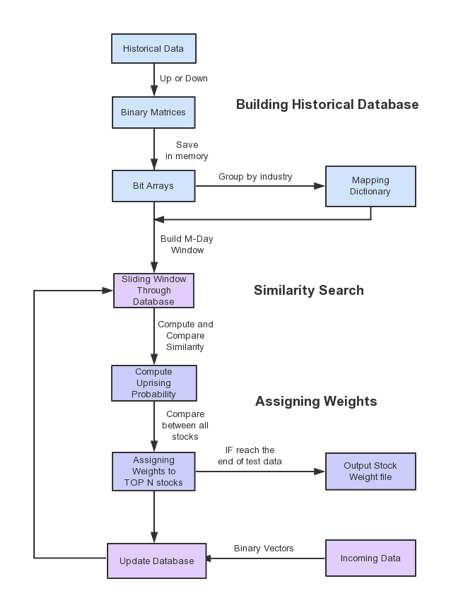 Historical Data
Up or Down
Building Historical Database
Binary Matrices
Save
in memory
Group by industry
Bit Arrays
Mapping
Dictionary
Build M-Day
Window
Sliding Window
Through
Database
Similarity Search
Compute and
Compare
Similarity
Compute
Uprising
Probability
Assigning Weights
Compare
between all
stocks
Assigning
Weights to
TOP N stocks
IF reach the
end of test data
Output Stock
Weight file
Update Database
Binary Vectors
Incoming Data